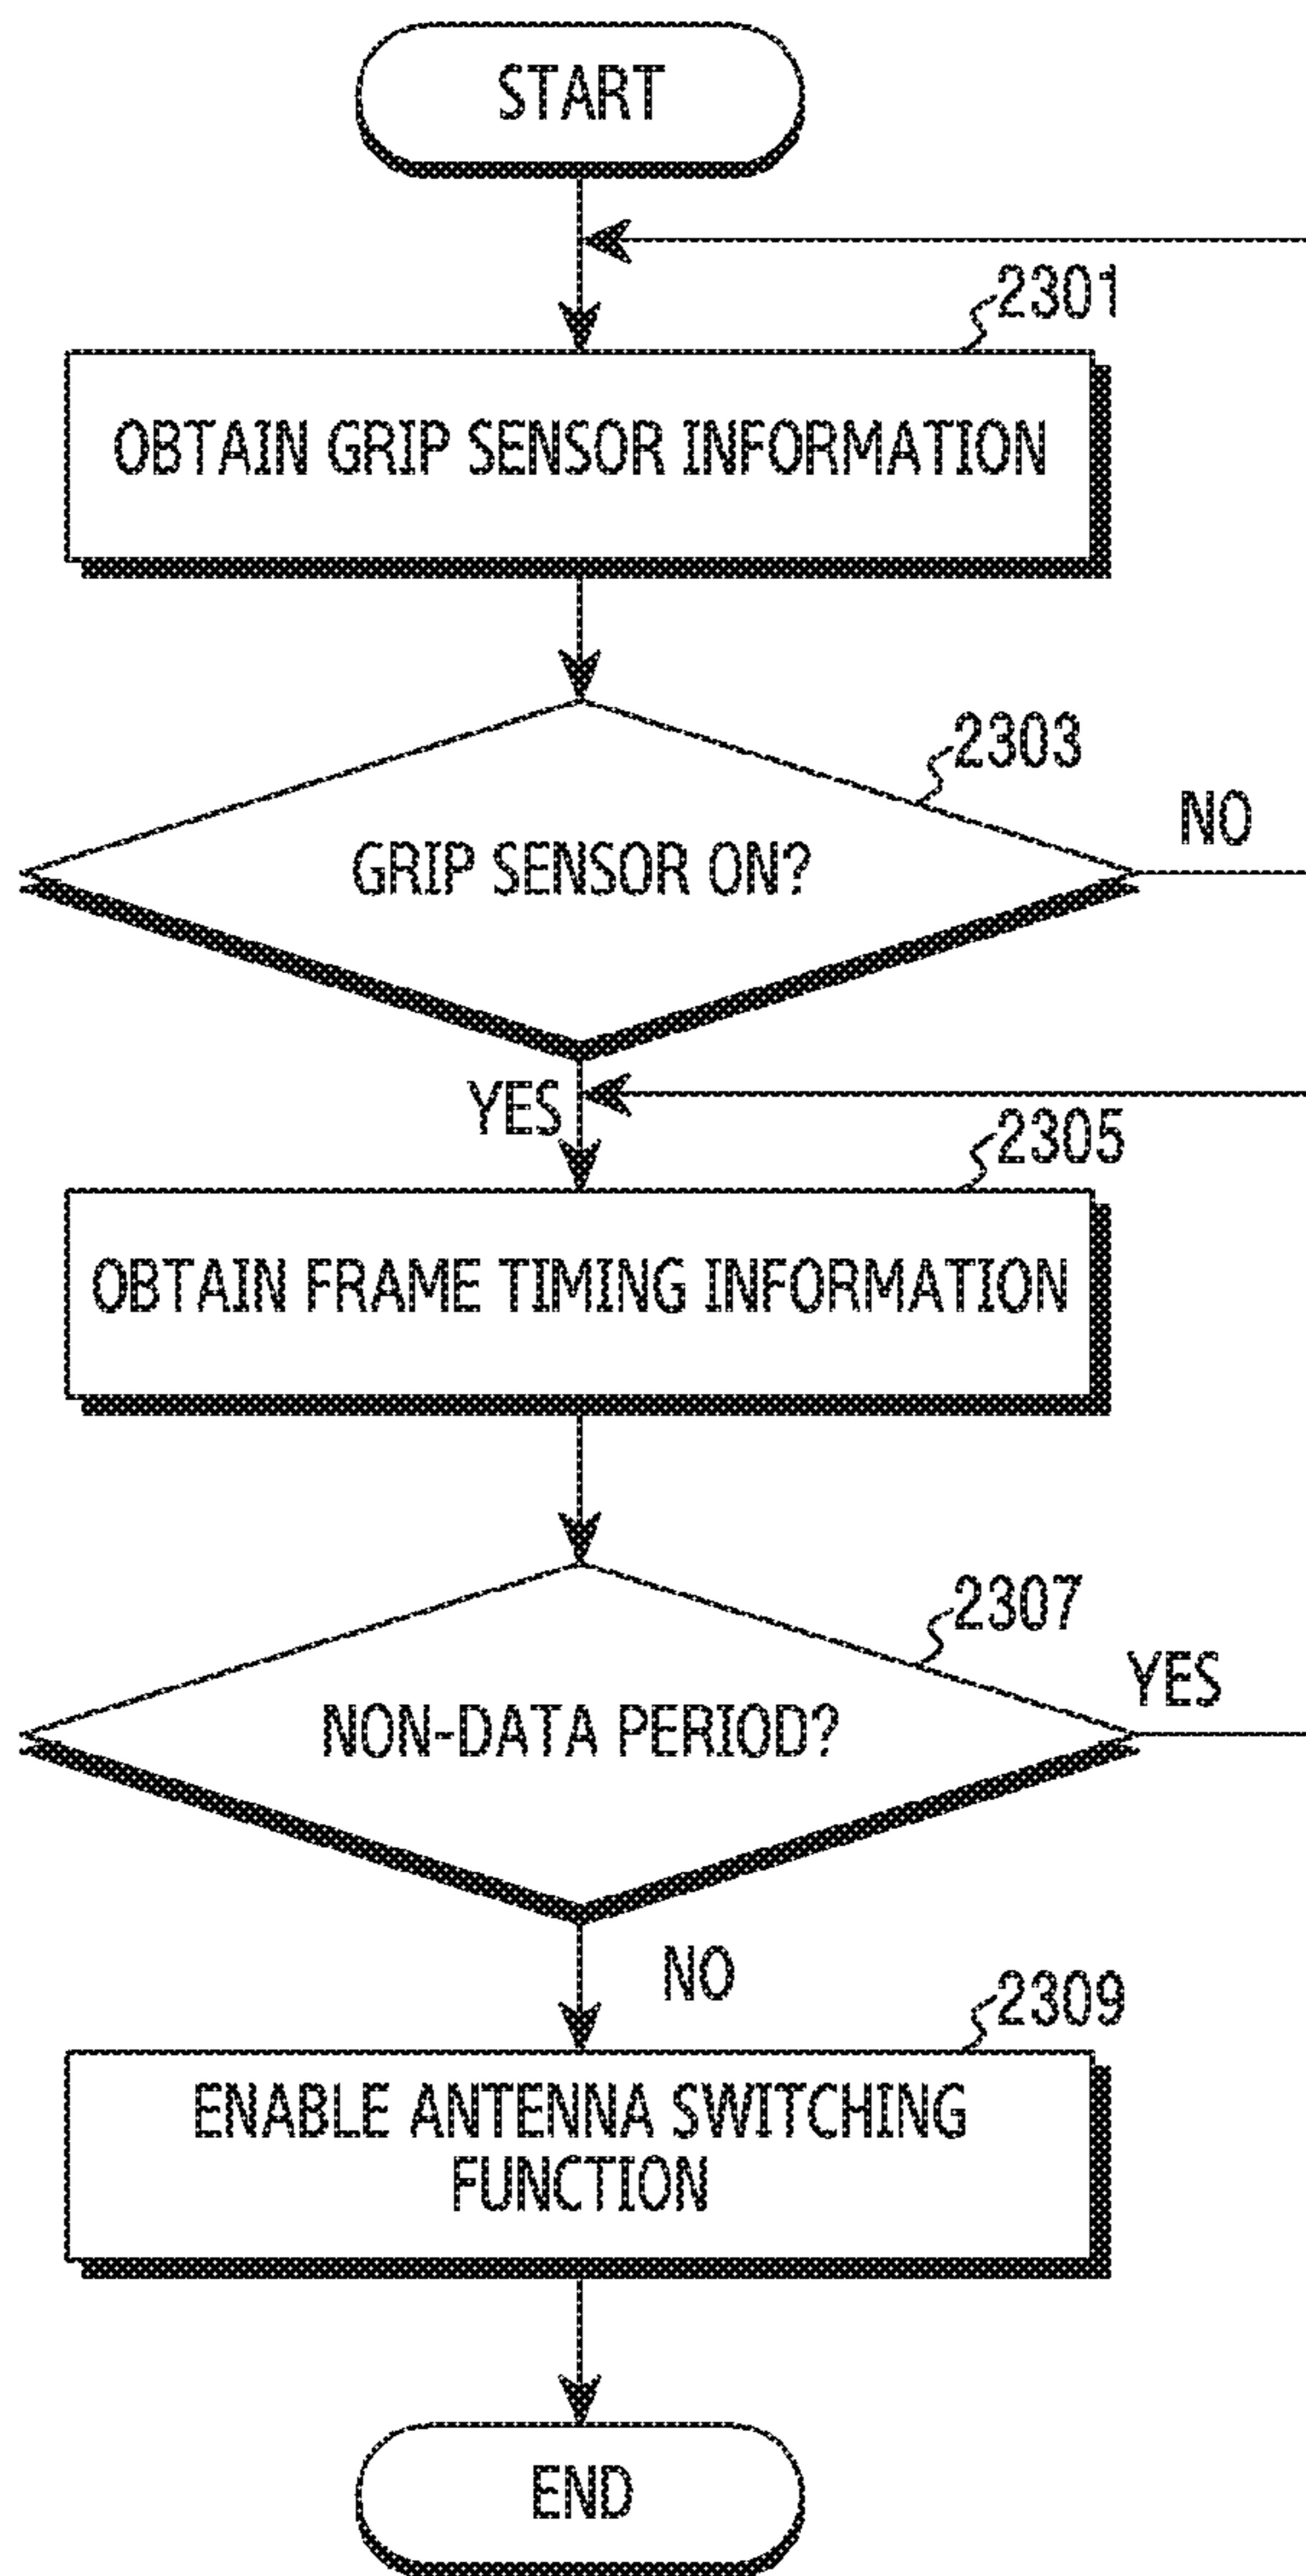 START
2301
OBTAIN GRIP SENSOR INFORMATION
2303
GRIP SENSOR ON?
NO
YES
2305
OBTAIN FRAME TIMING INFORMATION
2307
NON-DATA PERIOD?
YES
NO
2309
ENABLE ANTENNA SWITCHING
FUNCTION
END